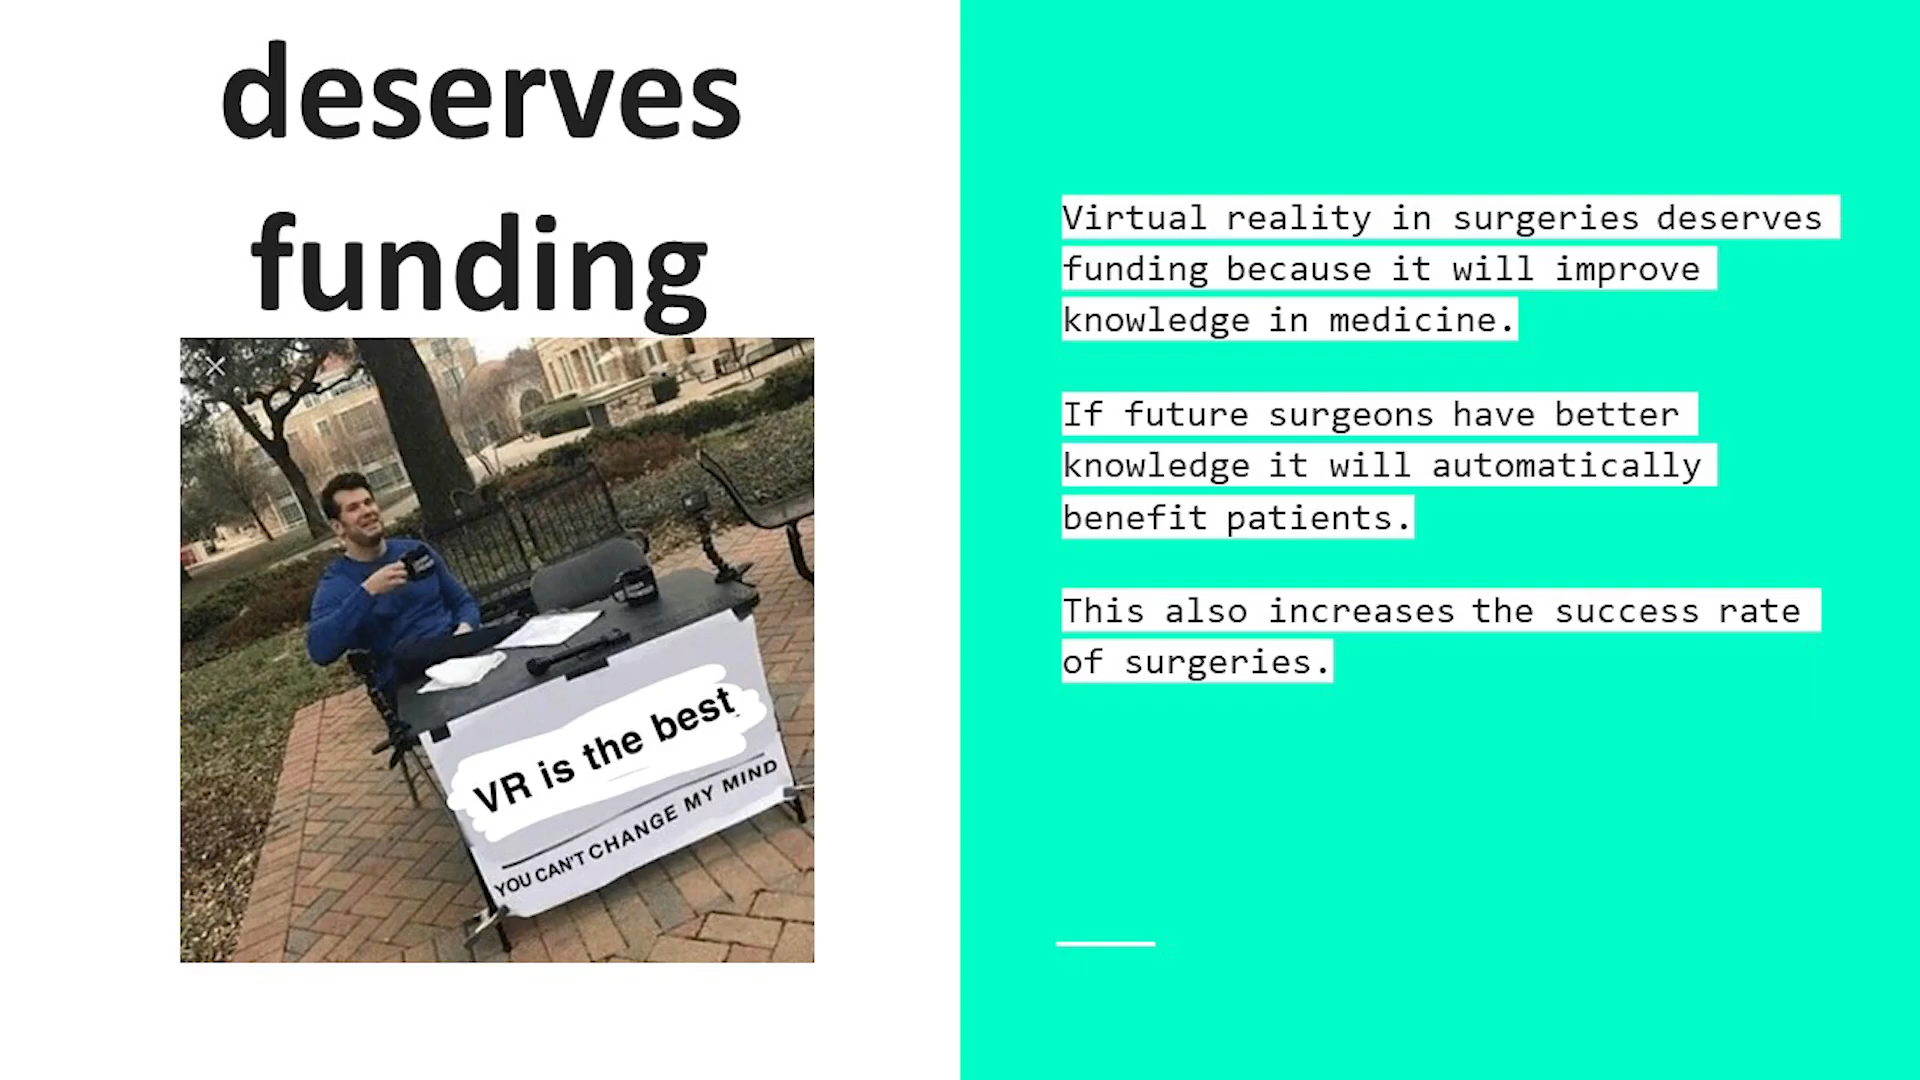 deserves
funding
VR is the best
YOU CAN'T CHANGE MY MIND
Virtual reality in surgeries deserves
funding because it will improve
knowledge in medicine.
If future surgeons have better
knowledge it will automatically
benefit patients.
This also increases the success rate
of surgeries.